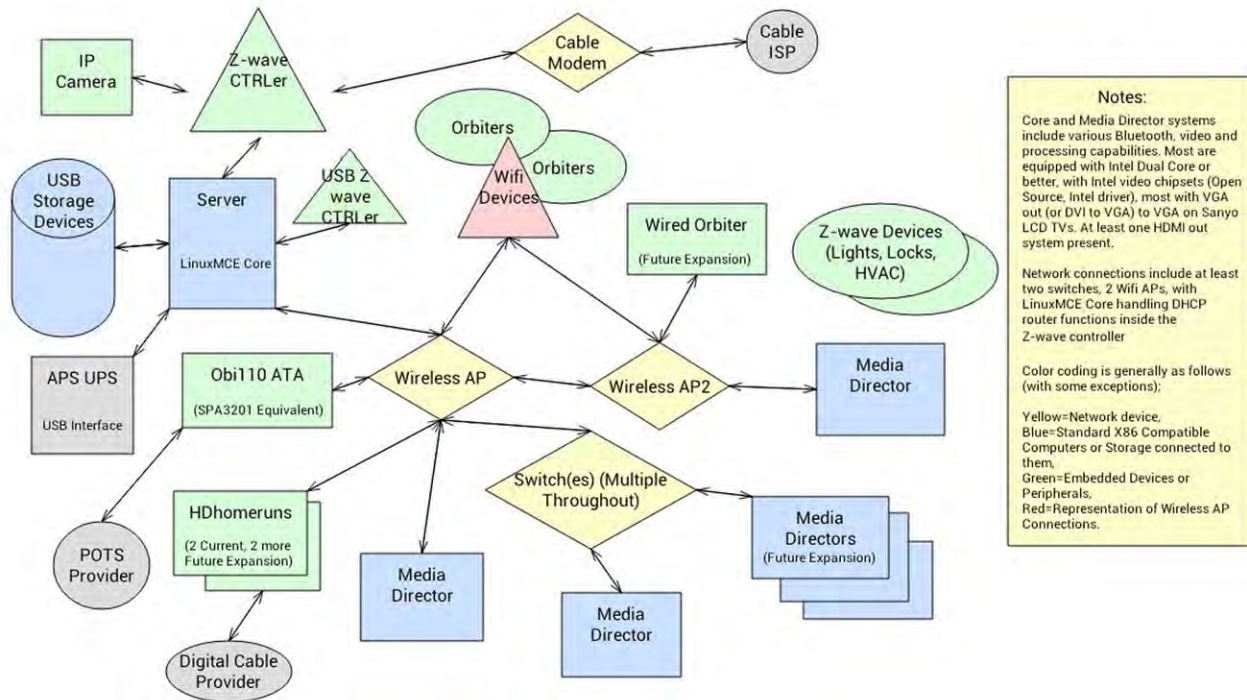 IP
Camera
Z-wave
CTRLer
Cable
Modem
Cable
ISP
Orbiters
Orbiters
Wifi
Devices
USB
Storage
Devices
Server
LinuxMCE Core
USB Z
wave
CTRLer
Wired Orbiter
(Future Expansion)
Z-wave Devices
(Lights, Locks,
HVAC)
APS UPS
USB Interface
Obi110 ATA
(SPA3201 Equivalent)
Wireless AP
Wireless AP2
Media
Director
Switch(es) (Multiple
Throughout)
HDhomeruns
(2 Current, 2 more
Future Expansion)
POTS
Provider
Media
Director
Media
Director
Media
Directors
(Future Expansion)
Digital Cable
Provider
Notes:
Core and Media Director systems
include various Bluetooth, video and
processing capabilities. Most are
equipped with Intel Dual Core or
better, with Intel video chipsets (Open
Source, Intel driver), most with VGA
out (or DVI to VGA) to VGA on Sanyo
LCD TVs. At least one HDMI out
system present.
Network connections include at least
two switches, 2 Wifi APs, with
LinuxMCE Core handling DHCP
router functions inside the
Z-wave controller
Color coding is generally as follows
(with some exceptions);
Yellow=Network device,
Blue=Standard X86 Compatible
Computers or Storage connected to
them,
Green=Embedded Devices or
Peripherals,
Red=Representation of Wireless AP
Connections.